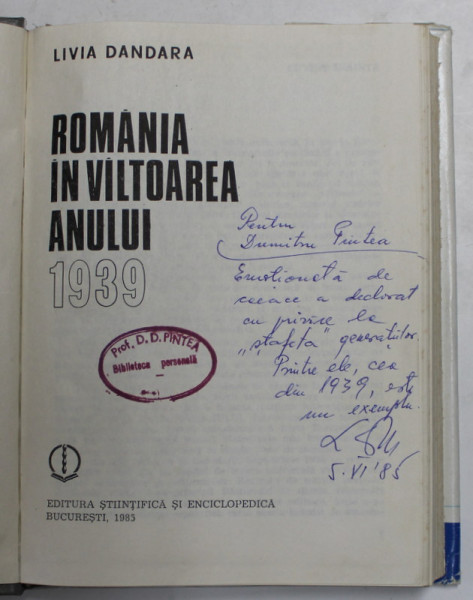 LIVIA DANDARA
ROMÂNIA
ÎN VÎLTOAREA
ANULUI
1939
Pentru
Dumitru Pintea
Emoționată de
ceeace a declarat
cu privire la
„ștafeta" generațiilor.
Printre ele, cea
din 1939, este
un exemplu.
5.VI'85
Prof. D. D. PINTEA
Biblioteca personală
EDITURA ȘTIINȚIFICĂ ȘI ENCICLOPEDICĂ
BUCUREȘTI, 1985